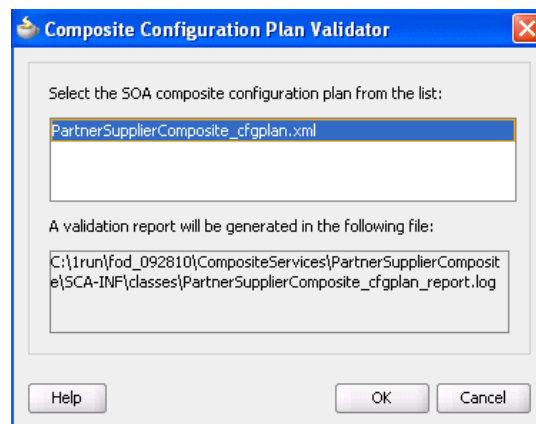 Composite Configuration Plan Validator
Select the SOA composite configuration plan from the list:
PartnerSupplierComposite_cfgplan.xml
A validation report will be generated in the following file:
C:\1run\fod_092810\CompositeServices\PartnerSupplierComposit
e\SCA-INF\classes\PartnerSupplierComposite_cfgplan_report.log
Help
OK
Cancel